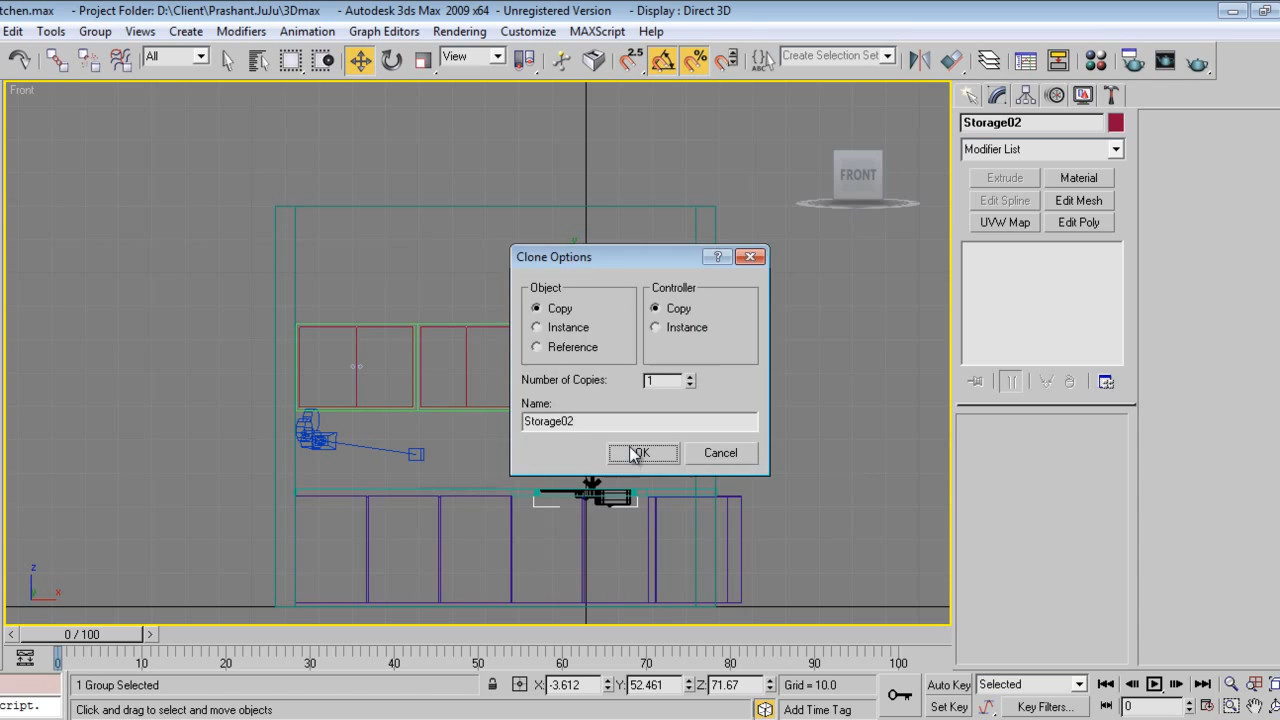 tchen.max - Project Folder: D:\Client\Prashant.JuJu\3Dmax - Autodesk 3ds Max 2009 x64 - Unregistered Version - Display : Direct 3D
Edit Tools Group Views Create Modifiers Animation Graph Editors Rendering Customize MAXScript Help
All View 2.5 ABC Create Selection Set
Front
FRONT
Storage02
Modifier List
Extrude Material
Edit Spline Edit Mesh
UVW Map Edit Poly
Clone Options
Object Controller
Copy Copy
Instance Instance
Reference
Number of Copies: 1
Name:
Storage02
OK Cancel
y
z
x
0 / 100
0 10 20 30 40 50 60 70 80 90 100
1 Group Selected X: -3.612 Y: 52.461 Z: 71.67 Grid = 10.0 Auto Key Selected
cript. Click and drag to select and move objects Add Time Tag Set Key Key Filters... 0